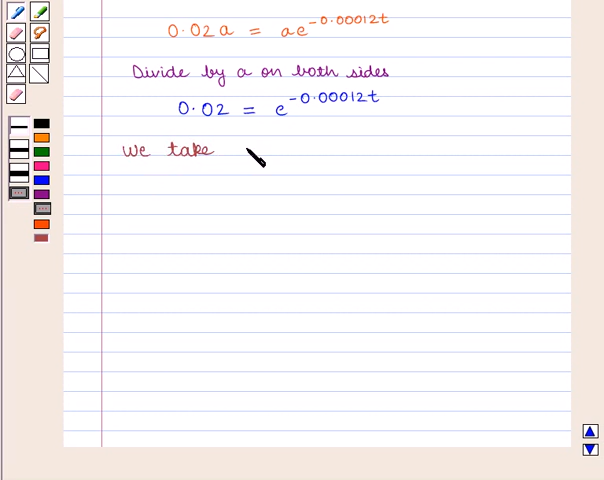 0.02a = ae^-0.00012t
Divide by a on both sides
0.02 = e^-0.00012t
We take